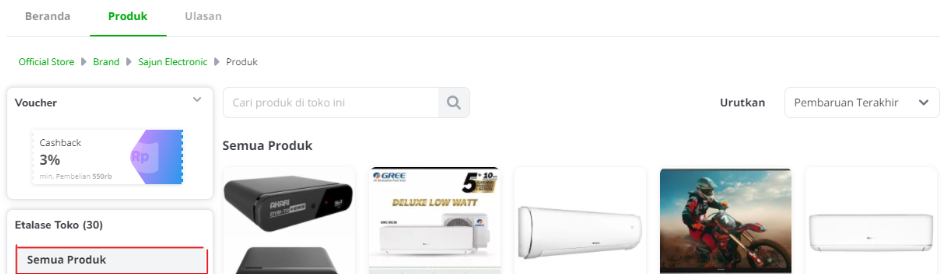 Beranda Produk Ulasan
Official Store Brand Sajun Electronic Produk
Voucher
Cari produk di toko ini
Urutkan Pembaruan Terakhir
Cashback
3%
min. Pembelian 550rb
Rp
Semua Produk
AKARI
GREE
5+10
DELUXE LOW WATT
Etalase Toko (30)
Semua Produk